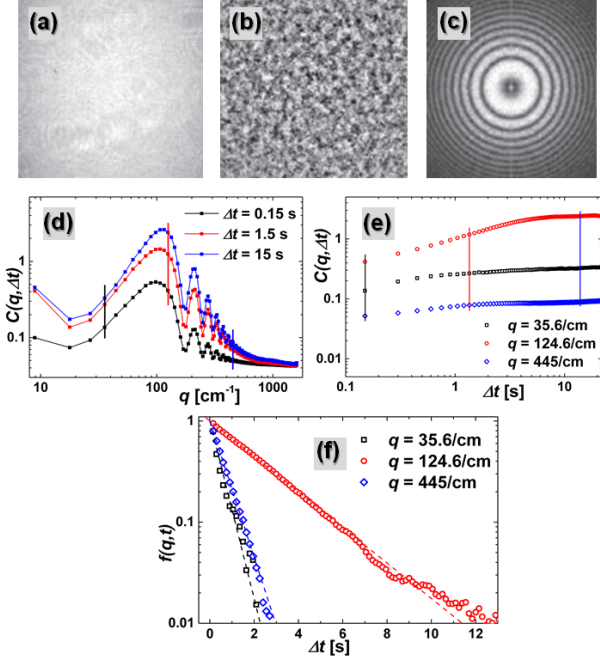 (a)
(b)
(c)
(d)
Δt = 0.15 s
Δt = 1.5 s
Δt = 15 s
C(q,Δt)
1
0.1
10
100
1000
q [cm⁻¹]
(e)
C(q,Δt)
1
0.1
0.01
q = 35.6/cm
q = 124.6/cm
q = 445/cm
0.1
1
10
Δt [s]
(f)
q = 35.6/cm
q = 124.6/cm
q = 445/cm
f(q,t)
1
0.1
0.01
0
2
4
6
8
10
12
Δt [s]